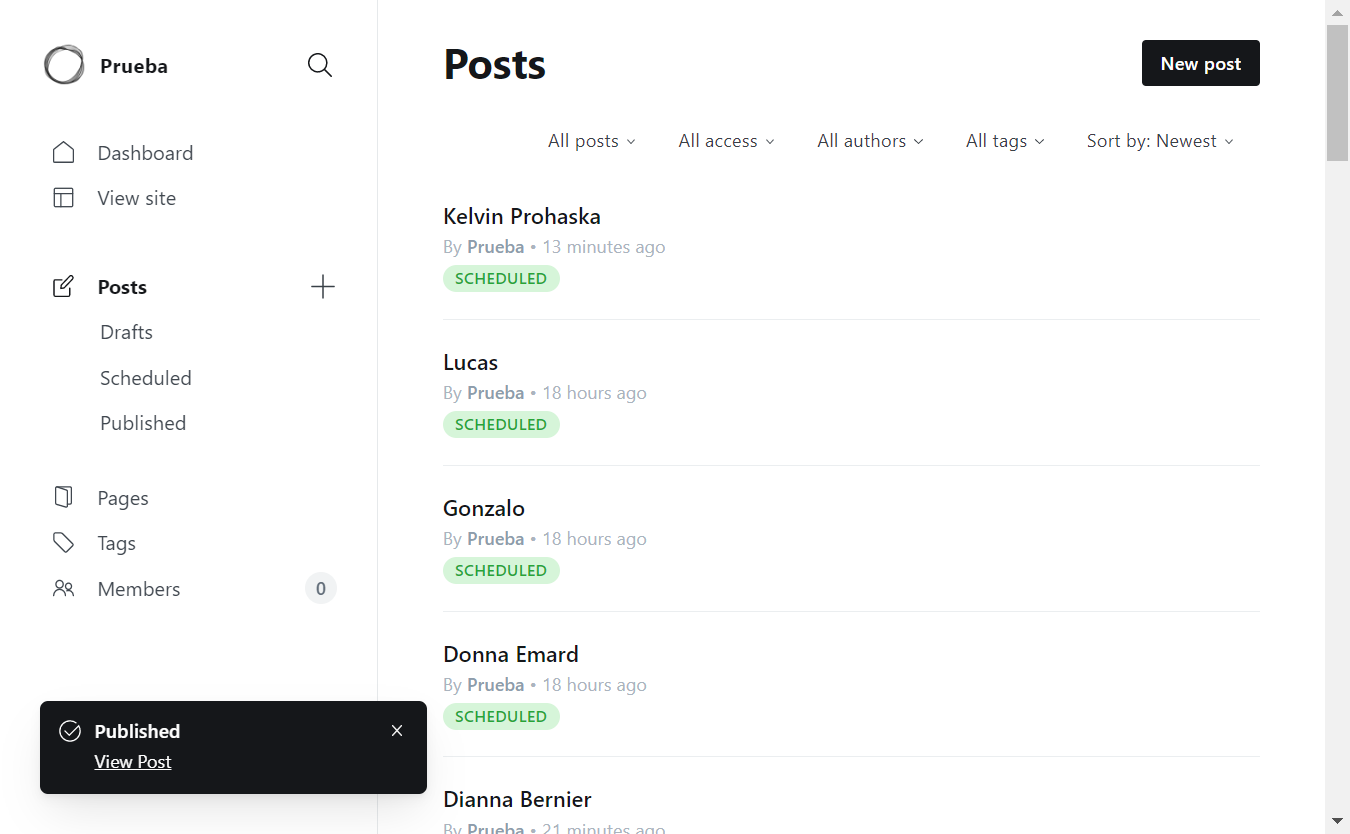 Prueba
Dashboard
View site
Posts
Drafts
Scheduled
Published
Pages
Tags
Members 0
Published
View Post
Posts
New post
All posts All access All authors All tags Sort by: Newest
Kelvin Prohaska
By Prueba • 13 minutes ago
SCHEDULED
Lucas
By Prueba • 18 hours ago
SCHEDULED
Gonzalo
By Prueba • 18 hours ago
SCHEDULED
Donna Emard
By Prueba • 18 hours ago
SCHEDULED
Dianna Bernier
By Prueba • 21 minutes ago